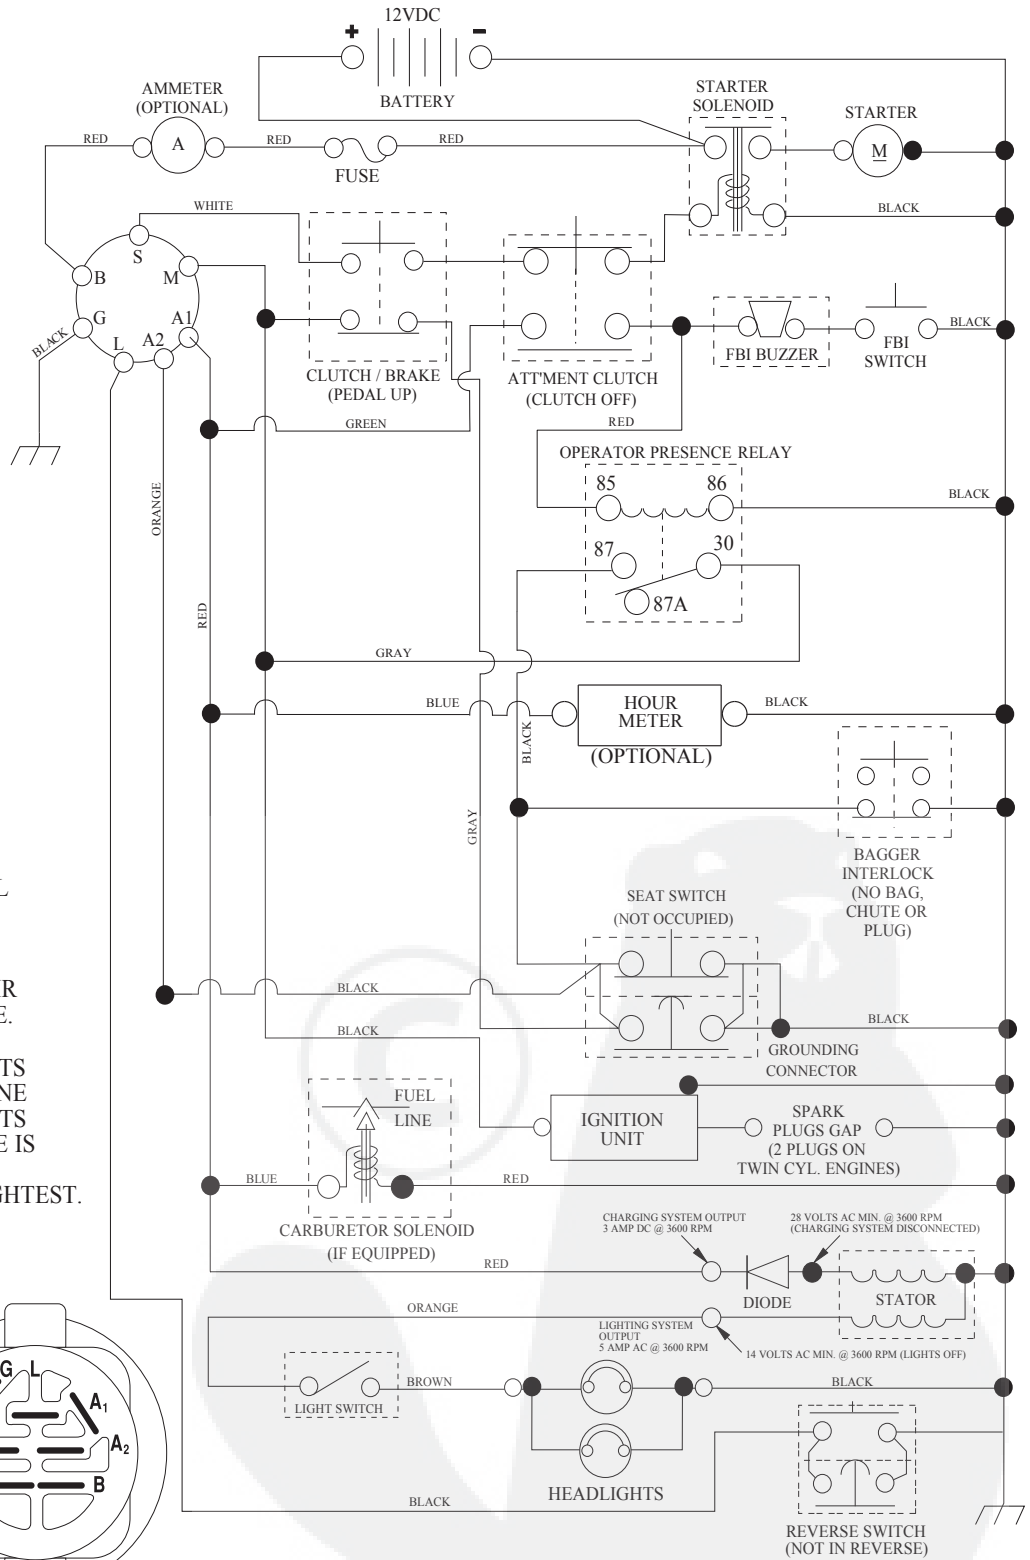 12VDC
+
-
BATTERY
AMMETER
(OPTIONAL)
STARTER
SOLENOID
STARTER
RED
A
RED
RED
FUSE
M
WHITE
BLACK
S
B
M
G
A1
A2
L
BLACK
CLUTCH / BRAKE
(PEDAL UP)
ATT'MENT CLUTCH
(CLUTCH OFF)
FBI BUZZER
FBI
SWITCH
BLACK
GREEN
RED
OPERATOR PRESENCE RELAY
85
86
BLACK
87
30
87A
ORANGE
RED
GRAY
BLUE
HOUR
METER
BLACK
(OPTIONAL)
BLACK
GRAY
BAGGER
INTERLOCK
(NO BAG,
CHUTE OR
PLUG)
L
SEAT SWITCH
(NOT OCCUPIED)
IR
E.
BLACK
BLACK
BLACK
GROUNDING
CONNECTOR
TS
NE
TS
E IS
GHTEST.
FUEL
LINE
IGNITION
UNIT
SPARK
PLUGS GAP
(2 PLUGS ON
TWIN CYL. ENGINES)
BLUE
RED
CARBURETOR SOLENOID
(IF EQUIPPED)
CHARGING SYSTEM OUTPUT
3 AMP DC @ 3600 RPM
28 VOLTS AC MIN. @ 3600 RPM
(CHARGING SYSTEM DISCONNECTED)
RED
DIODE
STATOR
ORANGE
LIGHTING SYSTEM
OUTPUT
5 AMP AC @ 3600 RPM
14 VOLTS AC MIN. @ 3600 RPM (LIGHTS OFF)
LIGHT SWITCH
BROWN
BLACK
HEADLIGHTS
BLACK
REVERSE SWITCH
(NOT IN REVERSE)
G L
A1
A2
B
©